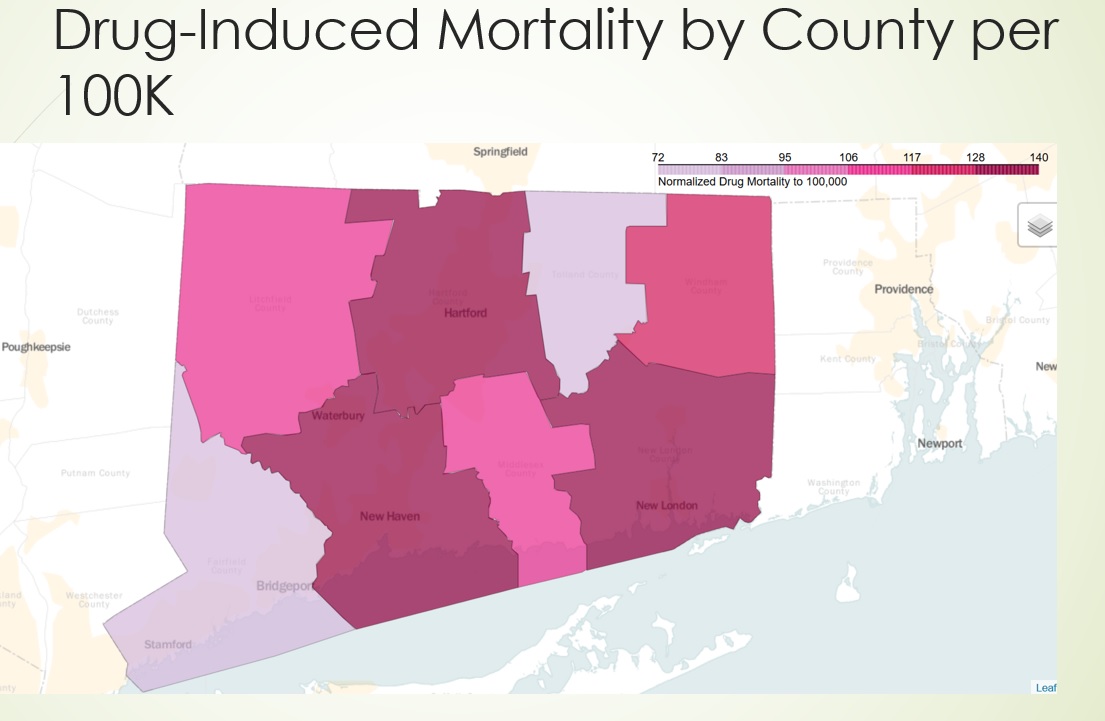 Drug-Induced Mortality by County per
100K
Springfield
72 83 95 106 117 128 140
Normalized Drug Mortality to 100,000
Providence
County
Providence
Dutchess
County
Poughkeepsie
Litchfield
County
Hartford
County
Hartford
Tolland County
Windham
County
Bristol County
Bristol County
Kent County
New
Waterbury
Newport
Putnam County
Middlesex
County
New London
County
Washington
County
New Haven
New London
Fairfield
County
Bridgeport
Westchester
County
land
nty
Stamford
nty
Leaf